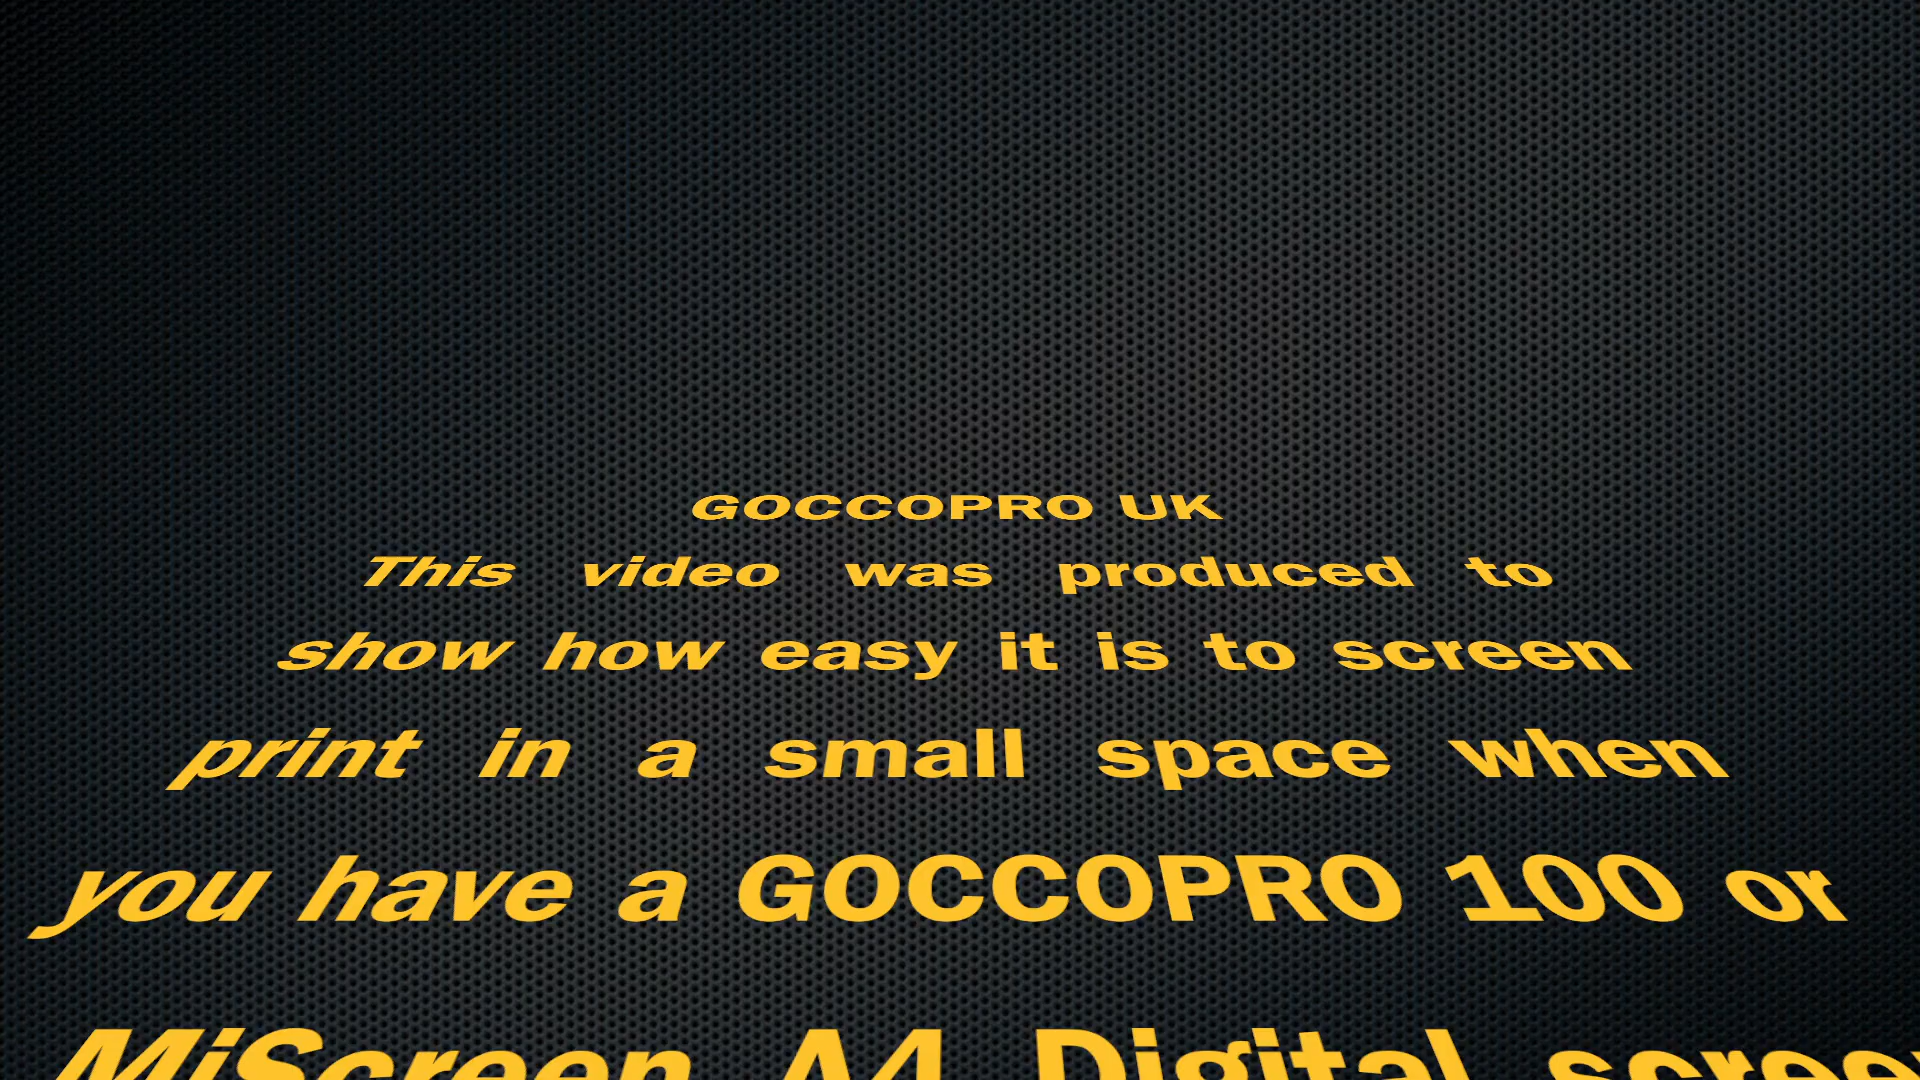 GOCCOPRO UK
This video was produced to
show how easy it is to screen
print in a small space when
you have a GOCCOPRO 100 or
MiScreen A4 Digital screen